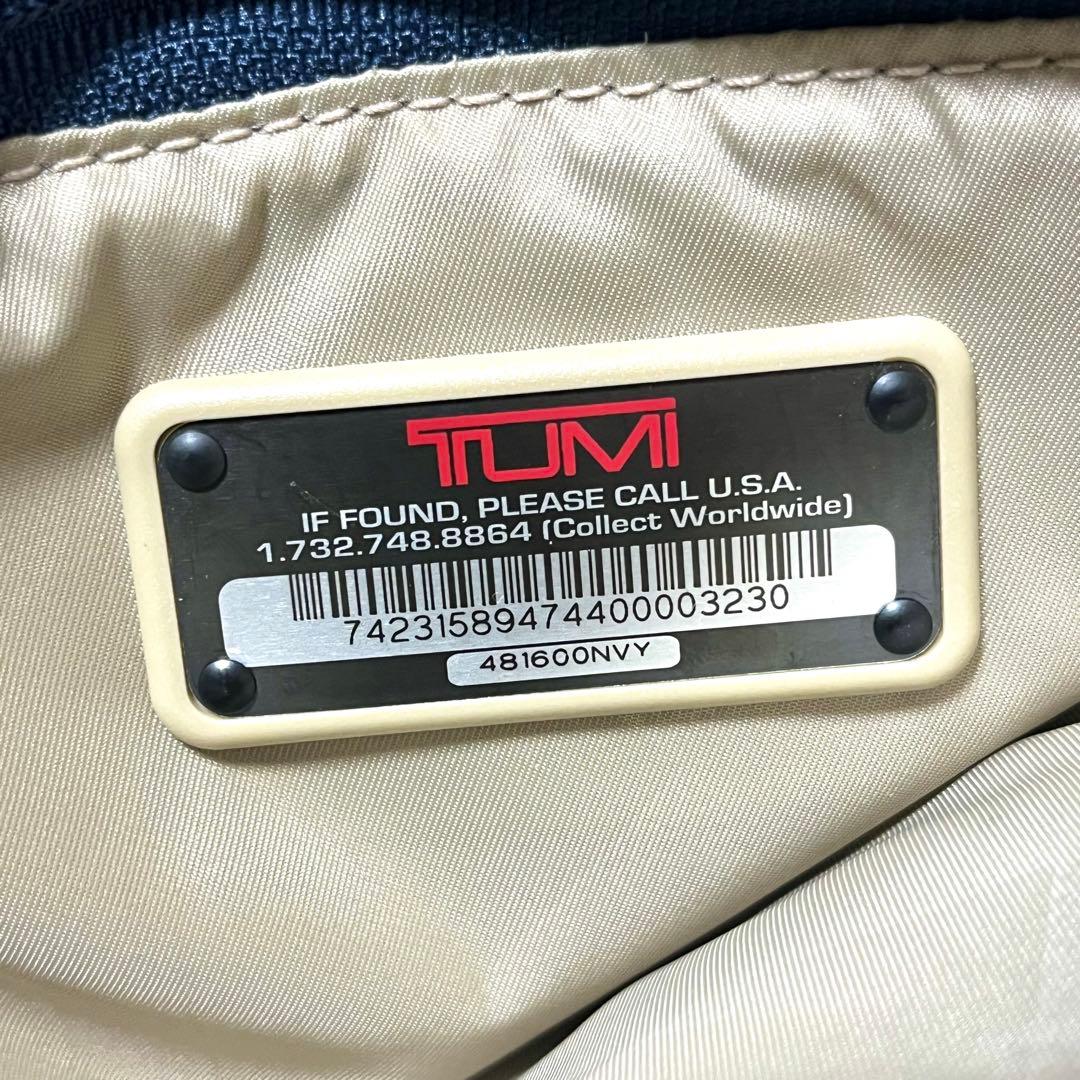 TUMI
IF FOUND, PLEASE CALL U.S.A.
1.732.748.8864 (Collect Worldwide)
74231589474400003230
481600NVY